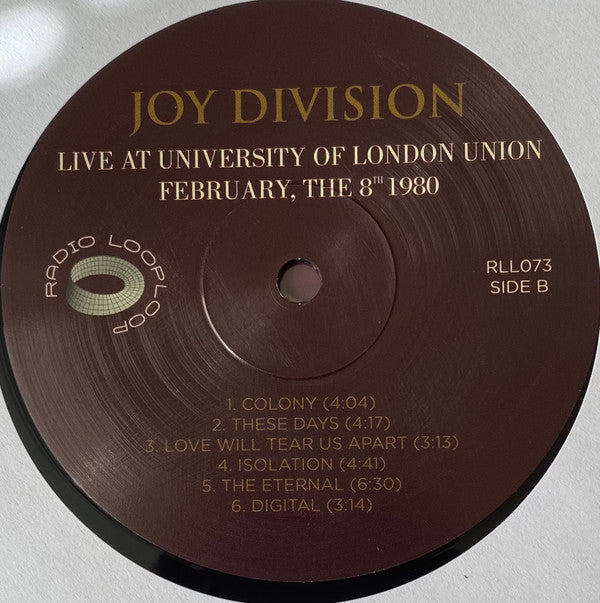 JOY DIVISION
LIVE AT UNIVERSITY OF LONDON UNION
FEBRUARY, THE 8TH 1980
RADIO LOOPLOOP
RLL073
SIDE B
1. COLONY (4:04)
2. THESE DAYS (4:17)
3. LOVE WILL TEAR US APART (3:13)
4. ISOLATION (4:41)
5. THE ETERNAL (6:30)
6. DIGITAL (3:14)